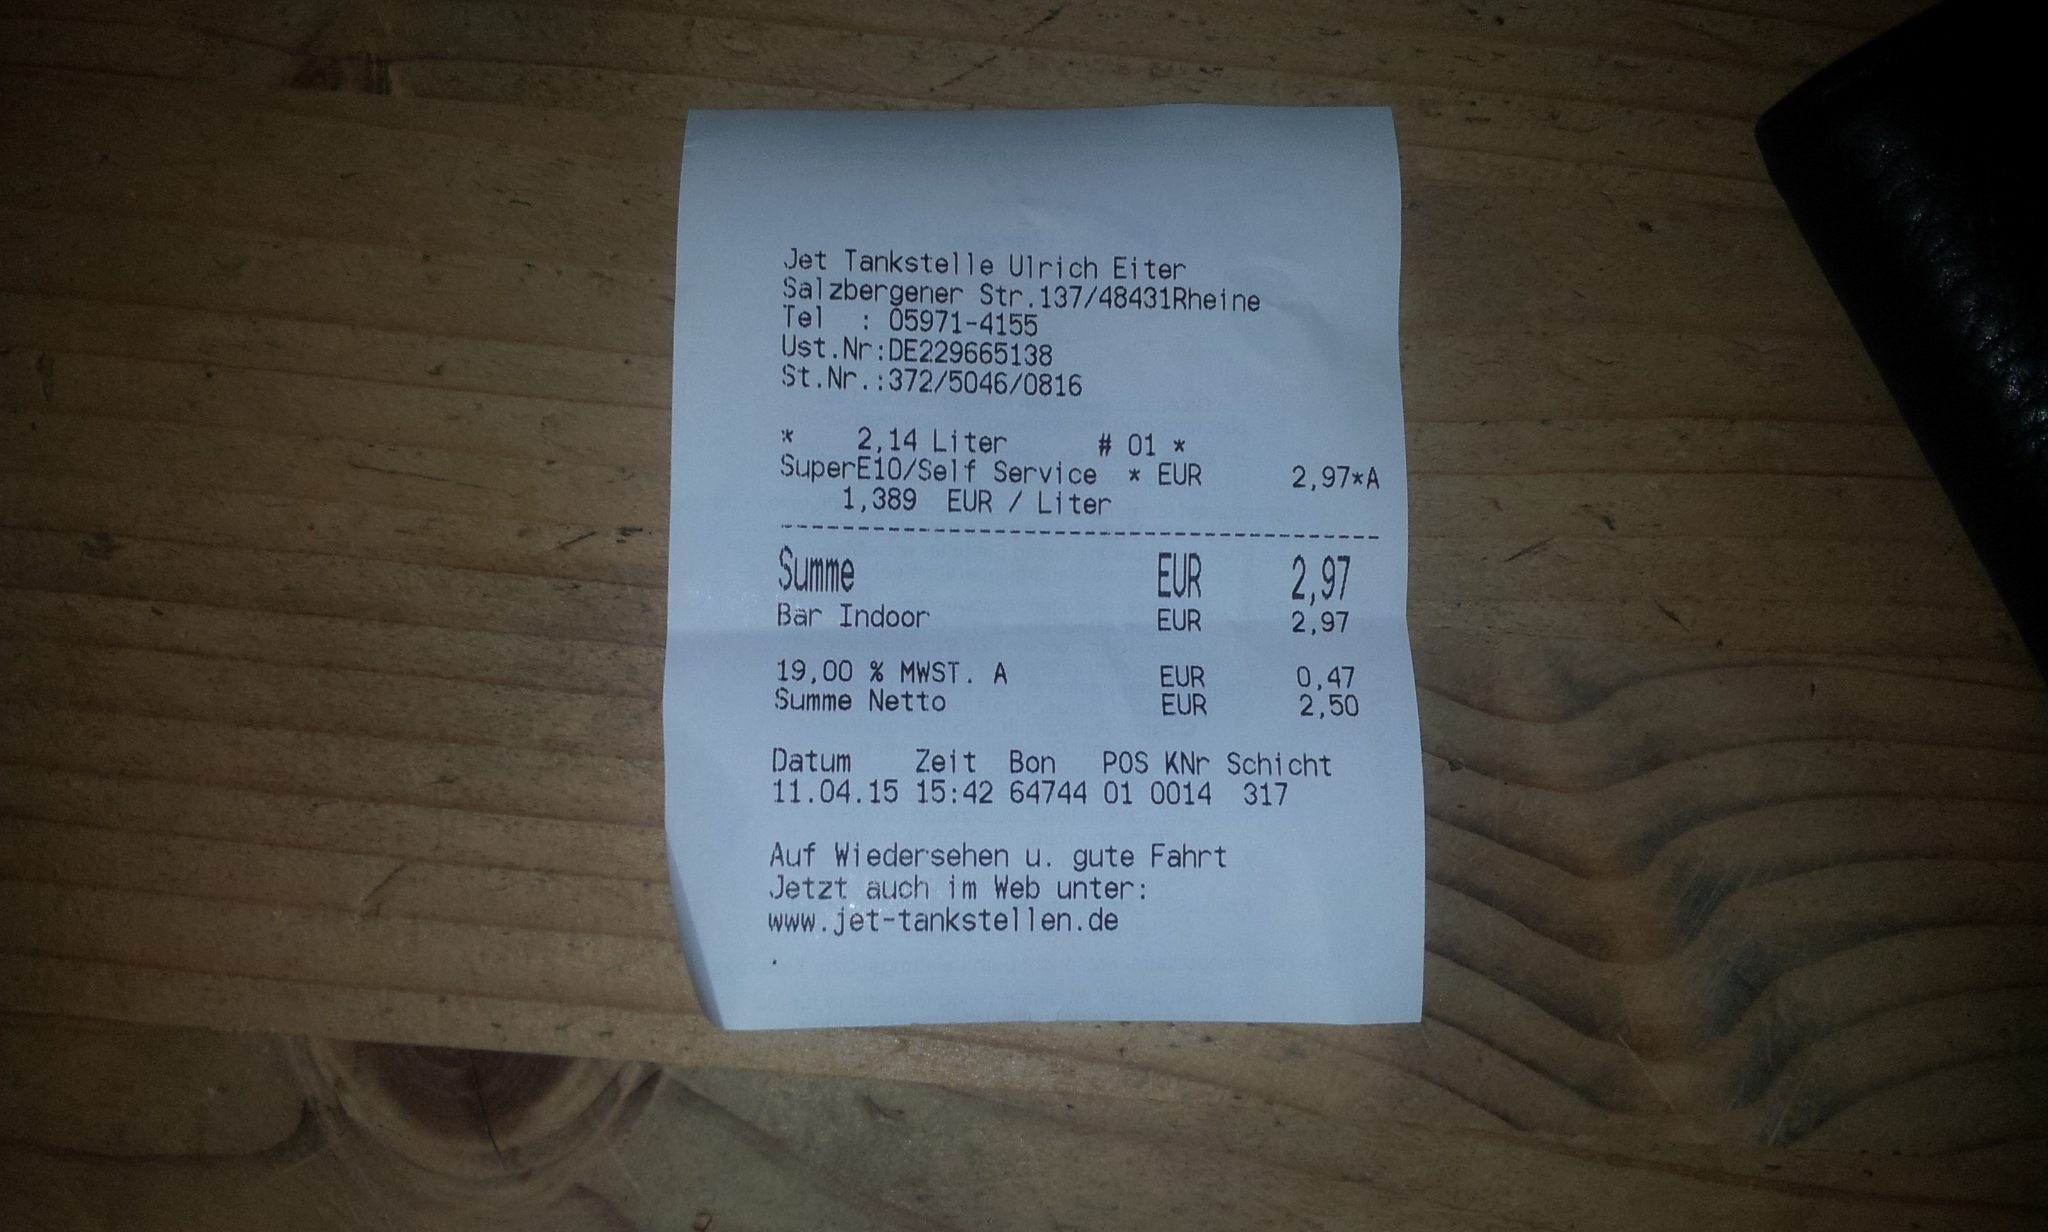 Jet Tankstelle Ulrich Eiter
Salzbergener Str.137/48431Rheine
Tel : 05971-4155
Ust.Nr:DE229665138
St.Nr.:372/5046/0816
* 2,14 Liter # 01 *
SuperE10/Self Service * EUR 2,97*A
1,389 EUR / Liter
--------------------------------------
Summe EUR 2,97
Bar Indoor EUR 2,97
19,00 % MWST. A EUR 0,47
Summe Netto EUR 2,50
Datum Zeit Bon POS KNr Schicht
11.04.15 15:42 64744 01 0014 317
Auf Wiedersehen u. gute Fahrt
Jetzt auch im Web unter:
www.jet-tankstellen.de
.